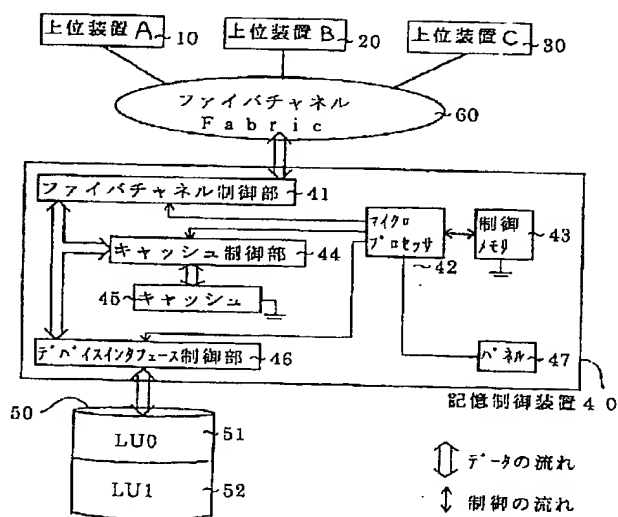 上位装置A 10
上位装置B 20
上位装置C 30
ファイバチャネル
Fabric
60
ファイバチャネル制御部 41
マイクロ
プロセッサ
42
制御
メモリ
43
キャッシュ制御部 44
45 キャッシュ
デバイスインタフェース制御部 46
パネル 47
記憶制御装置40
50
LU0 51
LU1 52
データの流れ
制御の流れ